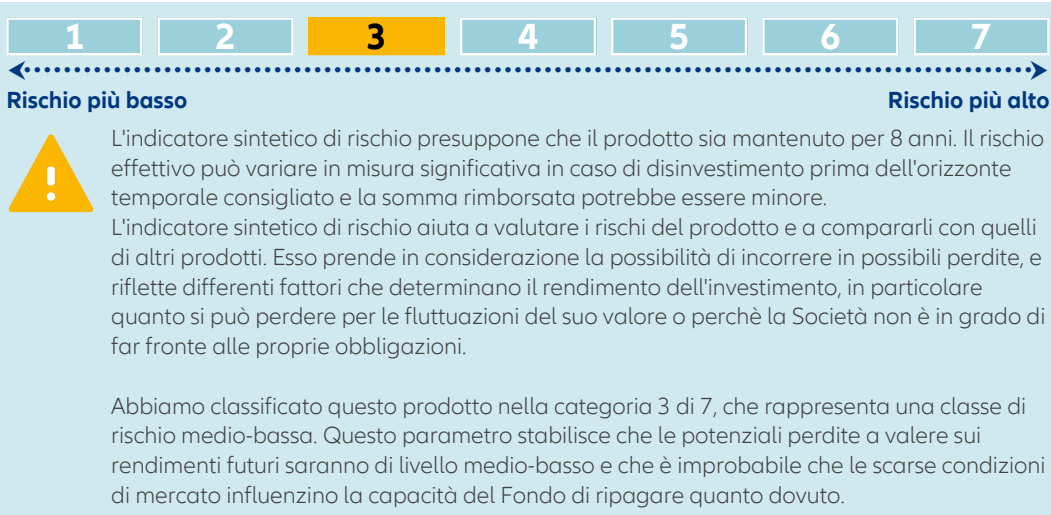 1 2 3 4 5 6 7
Rischio più basso Rischio più alto
L'indicatore sintetico di rischio presuppone che il prodotto sia mantenuto per 8 anni. Il rischio
effettivo può variare in misura significativa in caso di disinvestimento prima dell'orizzonte
temporale consigliato e la somma rimborsata potrebbe essere minore.
L'indicatore sintetico di rischio aiuta a valutare i rischi del prodotto e a compararli con quelli
di altri prodotti. Esso prende in considerazione la possibilità di incorrere in possibili perdite, e
riflette differenti fattori che determinano il rendimento dell'investimento, in particolare
quanto si può perdere per le fluttuazioni del suo valore o perchè la Società non è in grado di
far fronte alle proprie obbligazioni.
Abbiamo classificato questo prodotto nella categoria 3 di 7, che rappresenta una classe di
rischio medio-bassa. Questo parametro stabilisce che le potenziali perdite a valere sui
rendimenti futuri saranno di livello medio-basso e che è improbabile che le scarse condizioni
di mercato influenzino la capacità del Fondo di ripagare quanto dovuto.